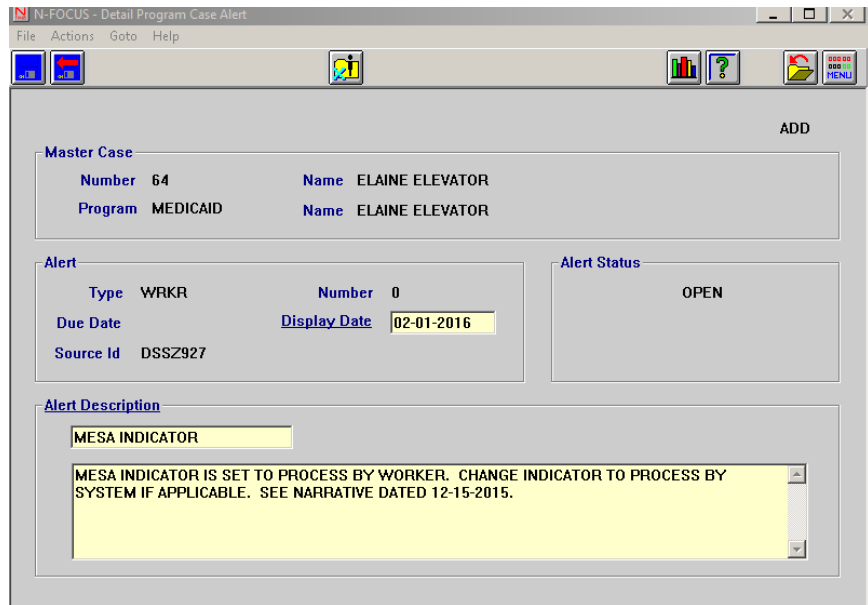 N-FOCUS - Detail Program Case Alert
File Actions Goto Help
MENU
ADD
Master Case
Number 64 Name ELAINE ELEVATOR
Program MEDICAID Name ELAINE ELEVATOR
Alert Alert Status
Type WRKR Number 0 OPEN
Due Date Display Date 02-01-2016
Source Id DSSZ927
Alert Description
MESA INDICATOR
MESA INDICATOR IS SET TO PROCESS BY WORKER. CHANGE INDICATOR TO PROCESS BY
SYSTEM IF APPLICABLE. SEE NARRATIVE DATED 12-15-2015.